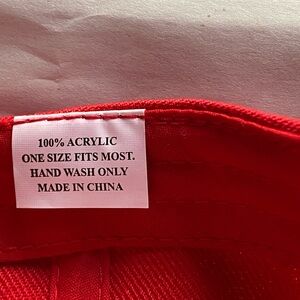 100% ACRYLIC
ONE SIZE FITS MOST.
HAND WASH ONLY
MADE IN CHINA